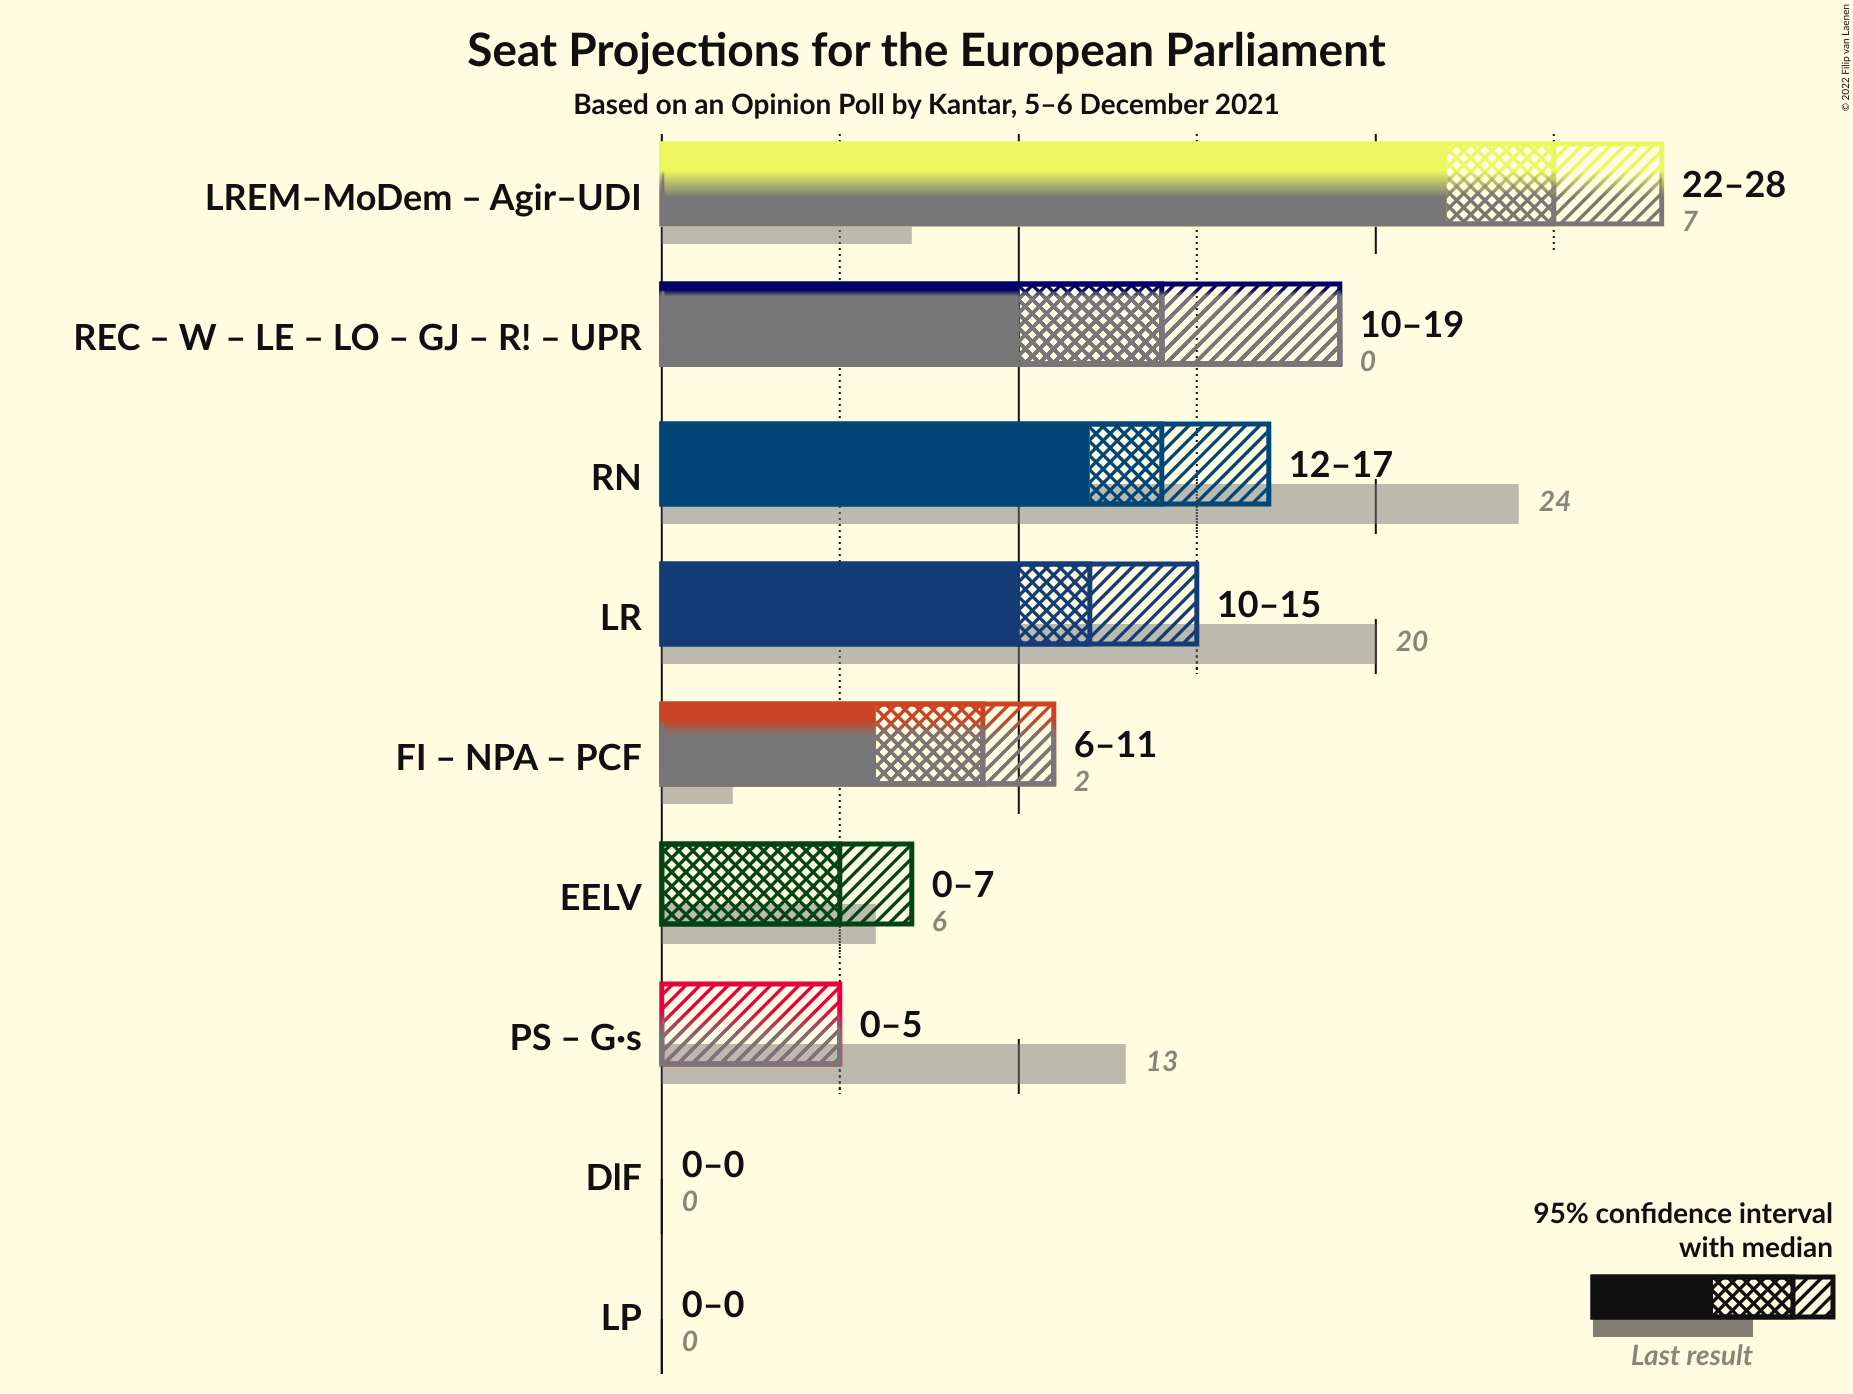 Seat Projections for the European Parliament
Based on an Opinion Poll by Kantar, 5–6 December 2021
© 2022 Filip van Laenen
LREM–MoDem – Agir–UDI
22–28
7
REC – W – LE – LO – GJ – R! – UPR
10–19
0
RN
12–17
24
LR
10–15
20
FI – NPA – PCF
6–11
2
EELV
0–7
6
PS – G·s
0–5
13
DlF
0–0
0
LP
0–0
0
95% confidence interval
with median
Last result